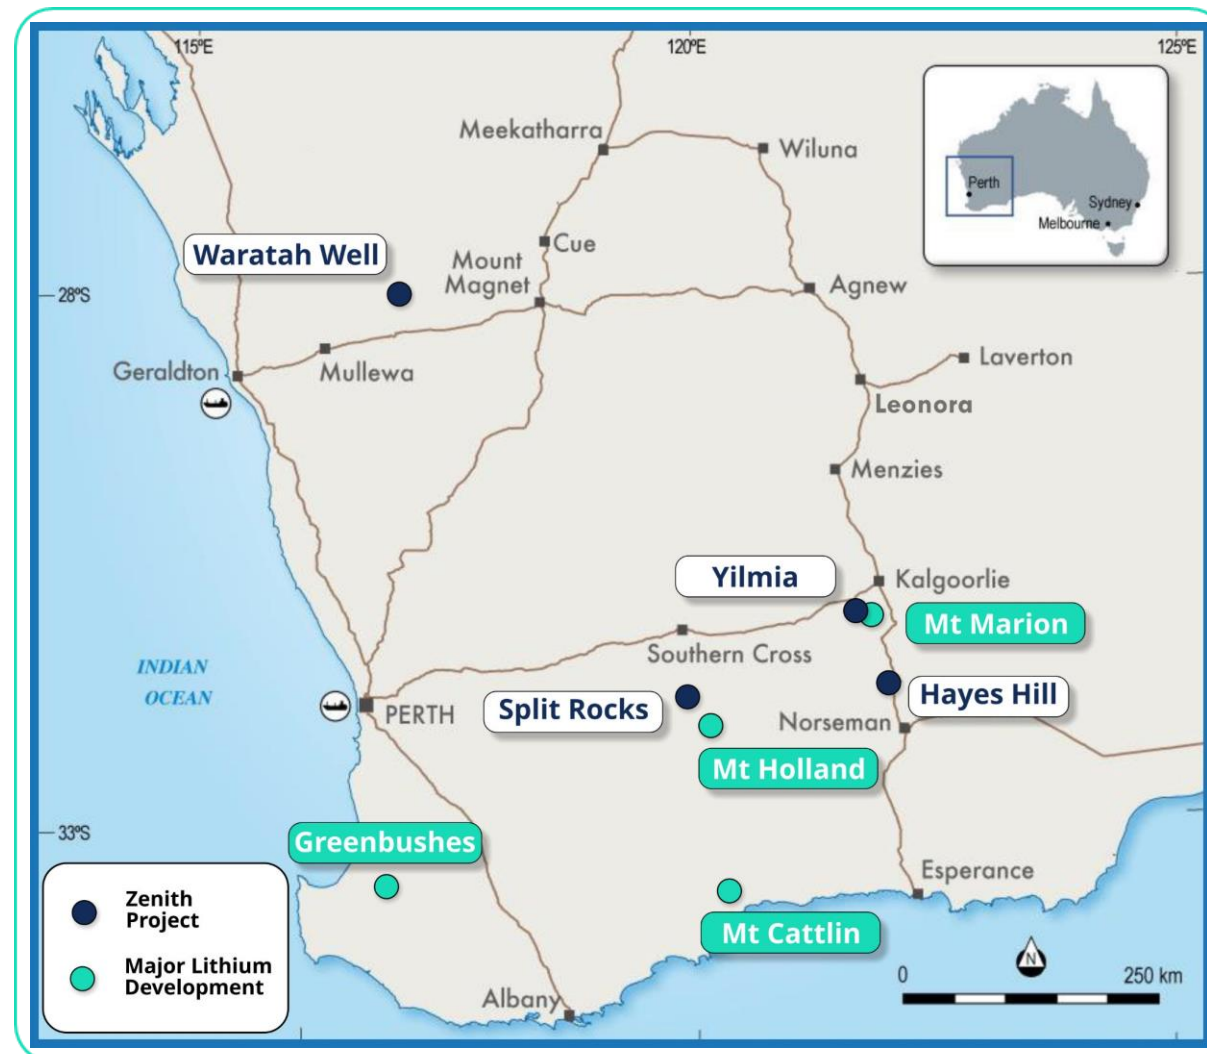 115ºE
120ºE
125ºE
Meekatharra
Wiluna
Perth
Sydney
Melbourne
Waratah Well
Cue
Mount
Magnet
Agnew
28ºS
Geraldton
Mullewa
Laverton
Leonora
Menzies
Yilmia
Kalgoorlie
Mt Marion
Southern Cross
INDIAN
OCEAN
PERTH
Split Rocks
Hayes Hill
Norseman
Mt Holland
33ºS
Greenbushes
Esperance
Mt Cattlin
Zenith
Project
Major Lithium
Development
Albany
N
0
250 km